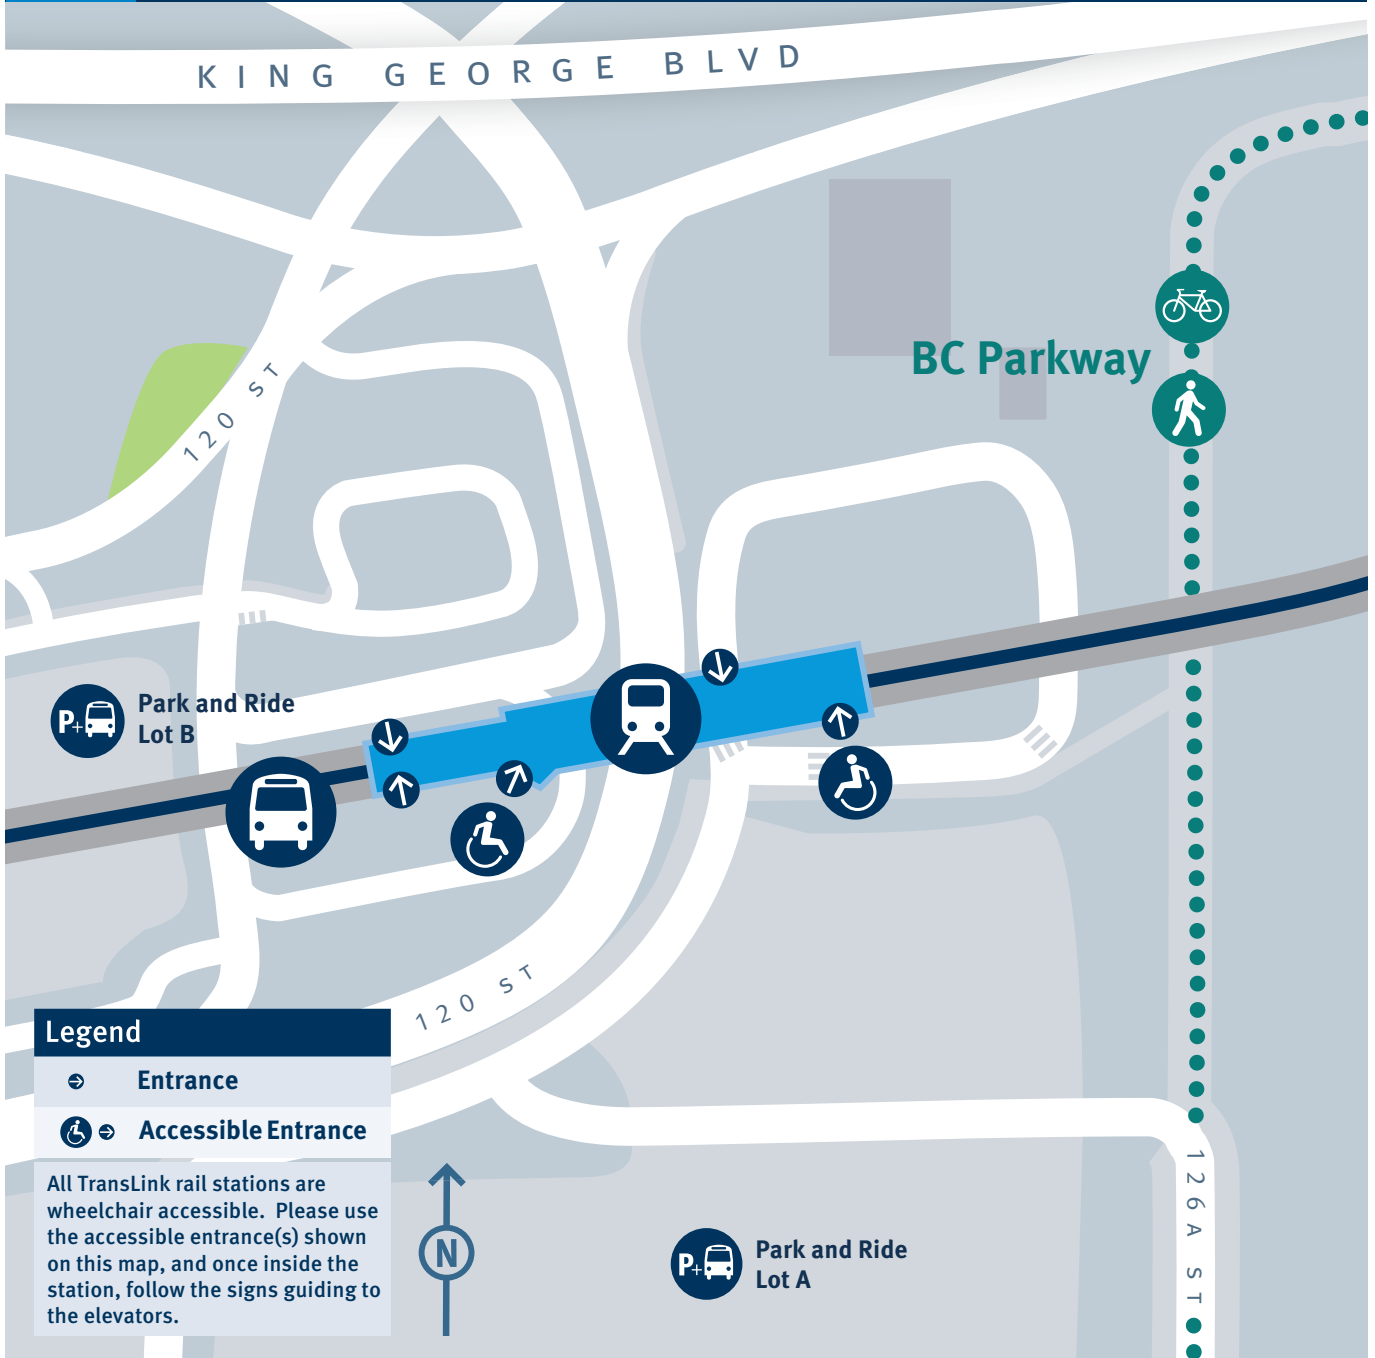 KING GEORGE BLVD
BC Parkway
120 ST
P+
Park and Ride
Lot B
120 ST
Legend
Entrance
Accessible Entrance
All TransLink rail stations are
wheelchair accessible. Please use
the accessible entrance(s) shown
on this map, and once inside the
station, follow the signs guiding to
the elevators.
N
P+
Park and Ride
Lot A
126A ST